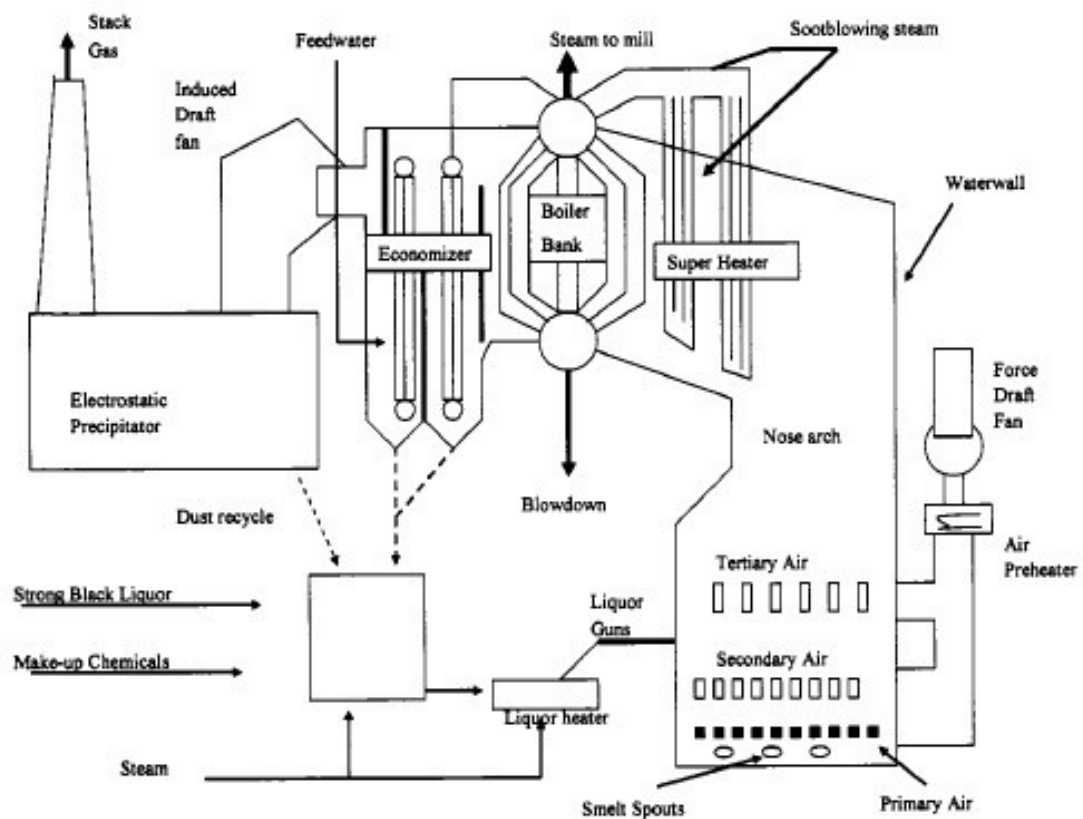 Stack
Gas
Feedwater
Steam to mill
Sootblowing steam
Induced
Draft
fan
Waterwall
Boiler
Bank
Economizer
Super Heater
Force
Draft
Fan
Electrostatic
Precipitator
Nose arch
Blowdown
Dust recycle
Air
Preheater
Tertiary Air
Strong Black Liquor
Liquor
Guns
Make-up Chemicals
Secondary Air
Liquor heater
Steam
Smelt Spouts
Primary Air